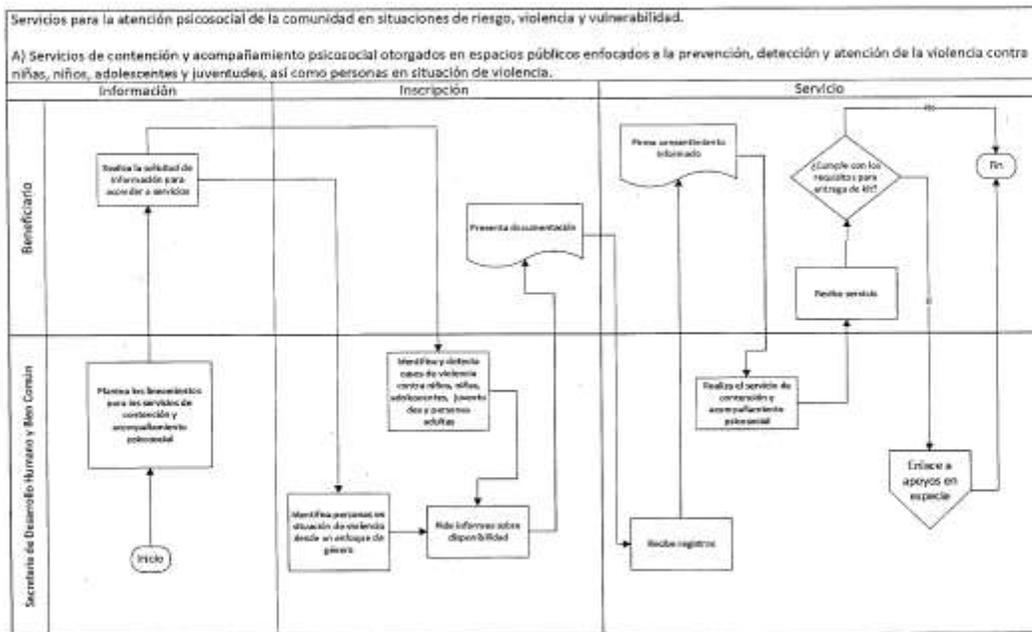 Servicios para la atención psicosocial de la comunidad en situaciones de riesgo, violencia y vulnerabilidad.
A) Servicios de contención y acompañamiento psicosocial otorgados en espacios públicos enfocados a la prevención, detección y atención de la violencia contra
niñas, niños, adolescentes y juventudes, así como personas en situación de violencia.
Información
Inscripción
Servicio
Beneficiario
Realiza la solicitud de
información para
acceder a servicios
Presenta documentación
Firma consentimiento
informado
¿Cumple con los
requisitos para
entrega de kit?
No
Fin
Recibe servicio
Secretaría de Desarrollo Humano y Bien Común
Plantea los lineamientos
para los servicios de
contención y
acompañamiento
psicosocial
Inicio
Identifica y detecta
casos de violencia
contra niños, niñas,
adolescentes, juventu
des y personas
adultas
Identifica personas en
situación de violencia
desde un enfoque de
género
Pide informes sobre
disponibilidad
Recibe registros
Realiza el servicio de
contención y
acompañamiento
psicosocial
Enlace a
apoyos en
especie